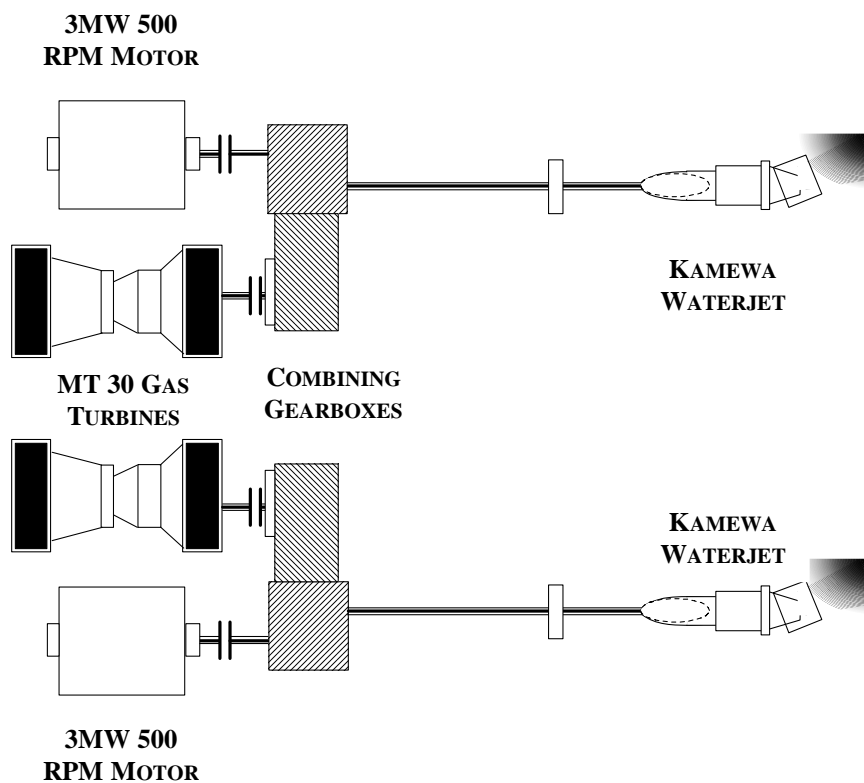 3MW 500
RPM MOTOR
KAMEWA
WATERJET
MT 30 GAS
TURBINES
COMBINING
GEARBOXES
KAMEWA
WATERJET
3MW 500
RPM MOTOR